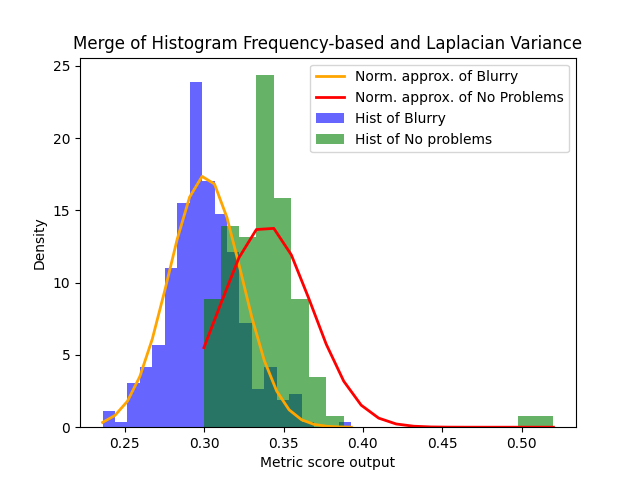 Merge of Histogram Frequency-based and Laplacian Variance
Norm. approx. of Blurry
Norm. approx. of No Problems
Hist of Blurry
Hist of No problems
25
20
15
10
5
0
Density
0.25 0.30 0.35 0.40 0.45 0.50
Metric score output